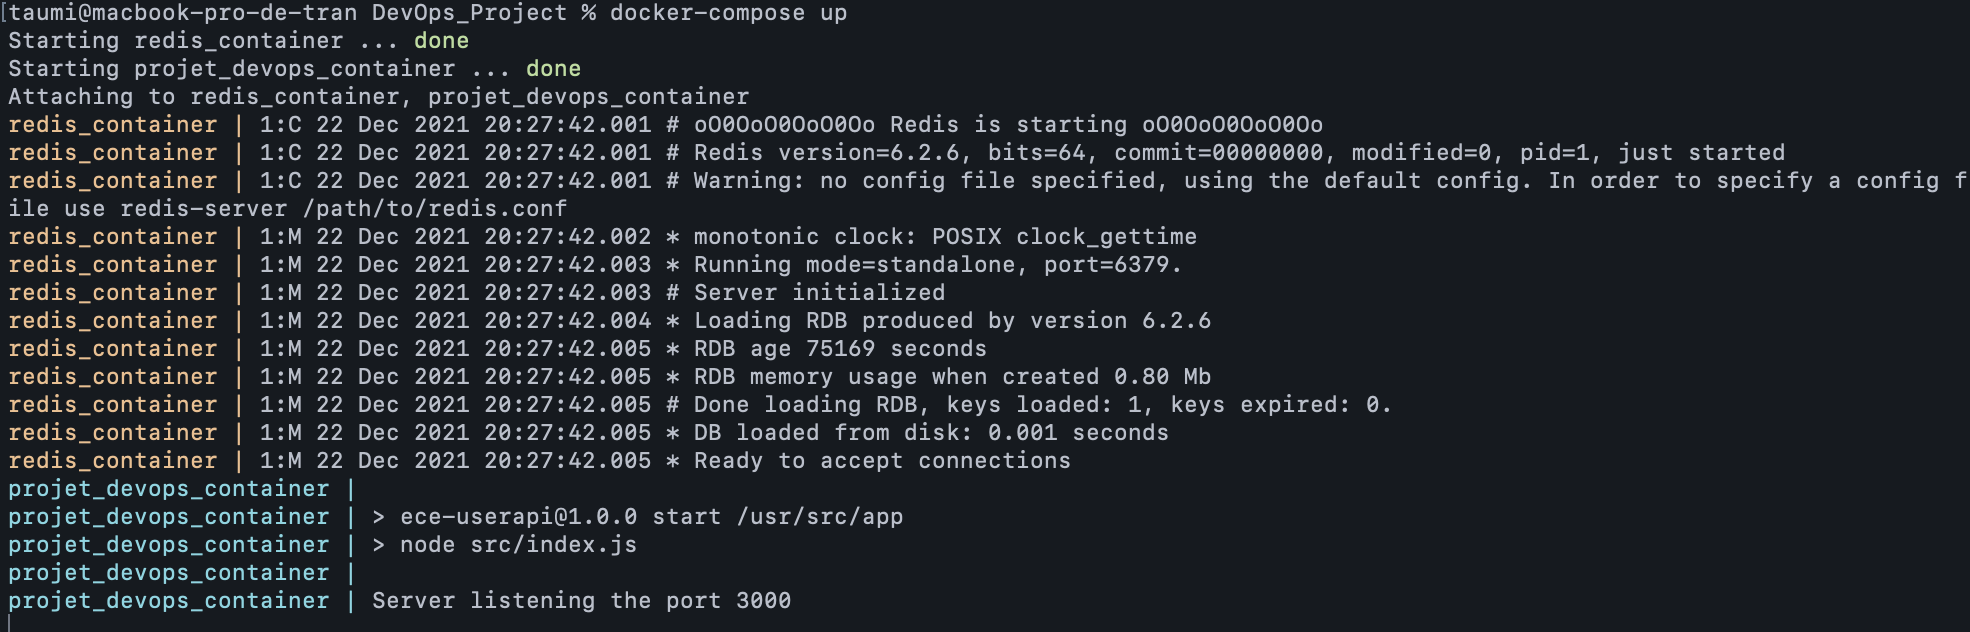 [taumi@macbook-pro-de-tran DevOps_Project % docker-compose up
Starting redis_container ... done
Starting projet_devops_container ... done
Attaching to redis_container, projet_devops_container
redis_container | 1:C 22 Dec 2021 20:27:42.001 # oO0OoO0OoO0Oo Redis is starting oO0OoO0OoO0Oo
redis_container | 1:C 22 Dec 2021 20:27:42.001 # Redis version=6.2.6, bits=64, commit=00000000, modified=0, pid=1, just started
redis_container | 1:C 22 Dec 2021 20:27:42.001 # Warning: no config file specified, using the default config. In order to specify a config f
ile use redis-server /path/to/redis.conf
redis_container | 1:M 22 Dec 2021 20:27:42.002 * monotonic clock: POSIX clock_gettime
redis_container | 1:M 22 Dec 2021 20:27:42.003 * Running mode=standalone, port=6379.
redis_container | 1:M 22 Dec 2021 20:27:42.003 # Server initialized
redis_container | 1:M 22 Dec 2021 20:27:42.004 * Loading RDB produced by version 6.2.6
redis_container | 1:M 22 Dec 2021 20:27:42.005 * RDB age 75169 seconds
redis_container | 1:M 22 Dec 2021 20:27:42.005 * RDB memory usage when created 0.80 Mb
redis_container | 1:M 22 Dec 2021 20:27:42.005 # Done loading RDB, keys loaded: 1, keys expired: 0.
redis_container | 1:M 22 Dec 2021 20:27:42.005 * DB loaded from disk: 0.001 seconds
redis_container | 1:M 22 Dec 2021 20:27:42.005 * Ready to accept connections
projet_devops_container |
projet_devops_container | > ece-userapi@1.0.0 start /usr/src/app
projet_devops_container | > node src/index.js
projet_devops_container |
projet_devops_container | Server listening the port 3000